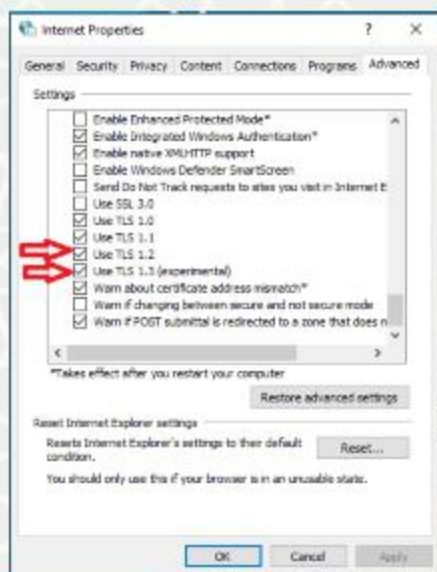 Internet Properties
? ×
General Security Privacy Content Connections Programs Advanced
Settings
Enable Enhanced Protected Mode*
Enable Integrated Windows Authentication*
Enable native XMLHTTP support
Enable Windows Defender SmartScreen
Send Do Not Track requests to sites you visit in Internet E
Use SSL 3.0
Use TLS 1.0
Use TLS 1.1
Use TLS 1.2
Use TLS 1.3 (experimental)
Warn about certificate address mismatch*
Warn if changing between secure and not secure mode
Warn if POST submittal is redirected to a zone that does n
*Takes effect after you restart your computer
Restore advanced settings
Reset Internet Explorer settings
Resets Internet Explorer's settings to their default
condition.
Reset...
You should only use this if your browser is in an unusable state.
OK Cancel Apply